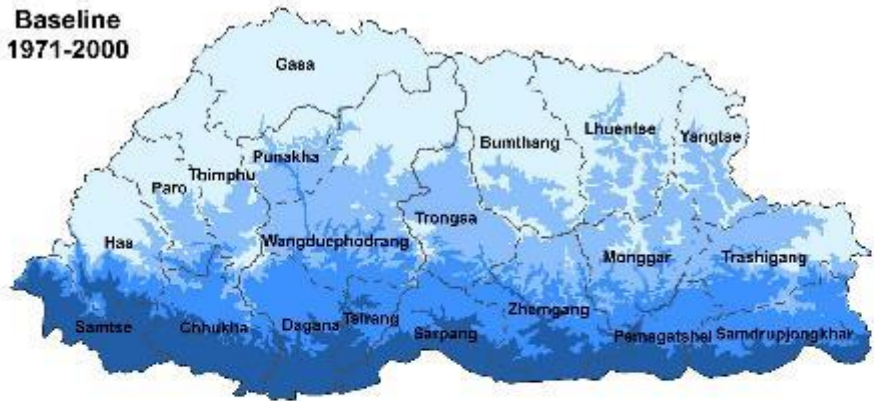 Baseline
1971-2000
Gasa
Lhuentse
Yangtse
Bumthang
Punakha
Thimphu
Paro
Trongsa
Haa
Wangduephodrang
Monggar
Trashigang
Zhemgang
Samtse
Chhukha
Dagana
Tsirang
Sarpang
Pemagatshel
Samdrupjongkhar